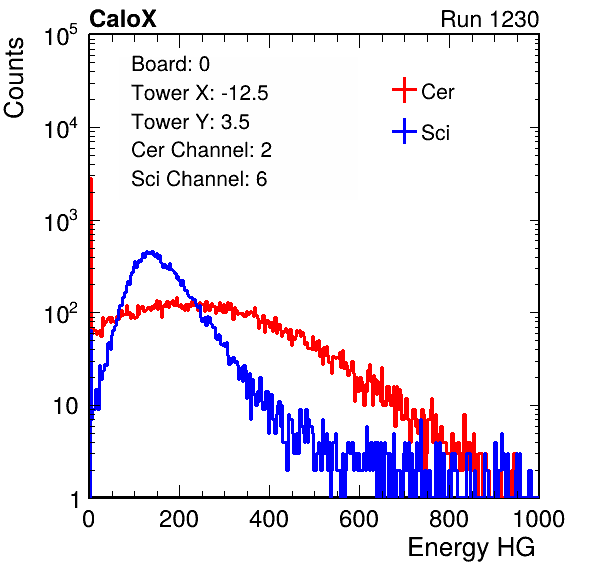 CaloX Run 1230
Counts
10^5
10^4
10^3
10^2
10
1
Board: 0
Tower X: -12.5
Tower Y: 3.5
Cer Channel: 2
Sci Channel: 6
Cer
Sci
0 200 400 600 800 1000
Energy HG